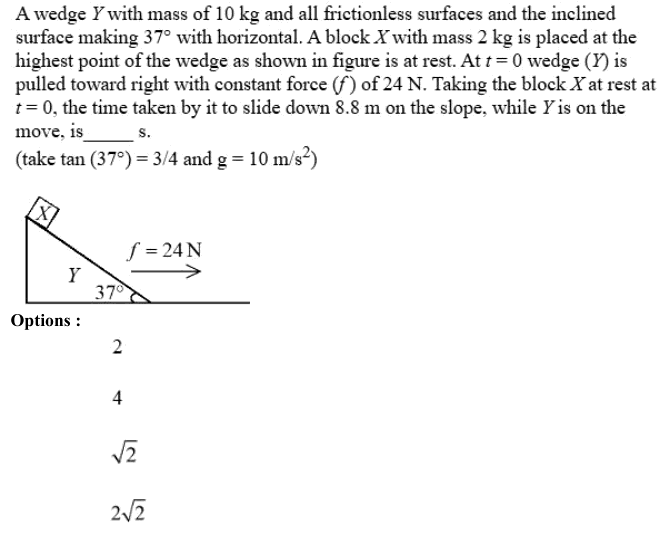 A wedge Y with mass of 10 kg and all frictionless surfaces and the inclined
surface making 37° with horizontal. A block X with mass 2 kg is placed at the
highest point of the wedge as shown in figure is at rest. At t = 0 wedge (Y) is
pulled toward right with constant force (f) of 24 N. Taking the block X at rest at
t = 0, the time taken by it to slide down 8.8 m on the slope, while Y is on the
move, is_____ s.
(take tan (37°) = 3/4 and g = 10 m/s²)
X
f = 24 N
Y
37°
Options :
2
4
√2
2√2